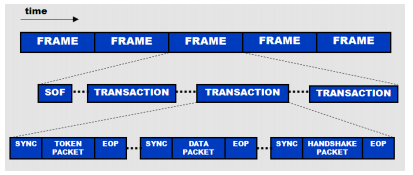 time
FRAME FRAME FRAME FRAME FRAME
SOF TRANSACTION TRANSACTION TRANSACTION
SYNC TOKEN PACKET EOP SYNC DATA PACKET EOP SYNC HANDSHAKE PACKET EOP